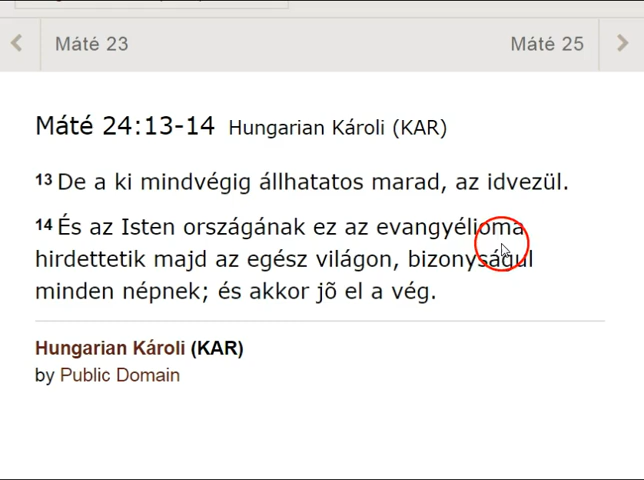 Máté 23
Máté 25
Máté 24:13-14 Hungarian Károli (KAR)
13 De a ki mindvégig állhatatos marad, az idvezül.
14 És az Isten országának ez az evangyélioma
hirdettetik majd az egész világon, bizonyságul
minden népnek; és akkor jõ el a vég.
Hungarian Károli (KAR)
by Public Domain